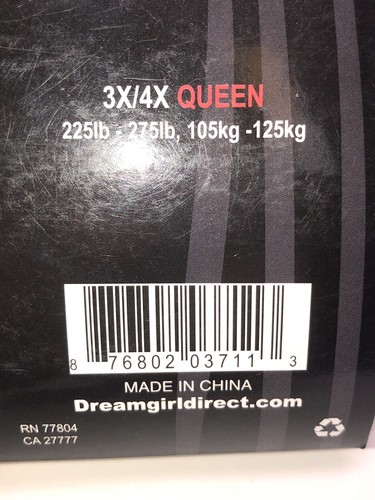 3X/4X QUEEN
225lb - 275lb, 105kg -125kg
8 76802 03711 3
MADE IN CHINA
Dreamgirldirect.com
RN 77804
CA 27777